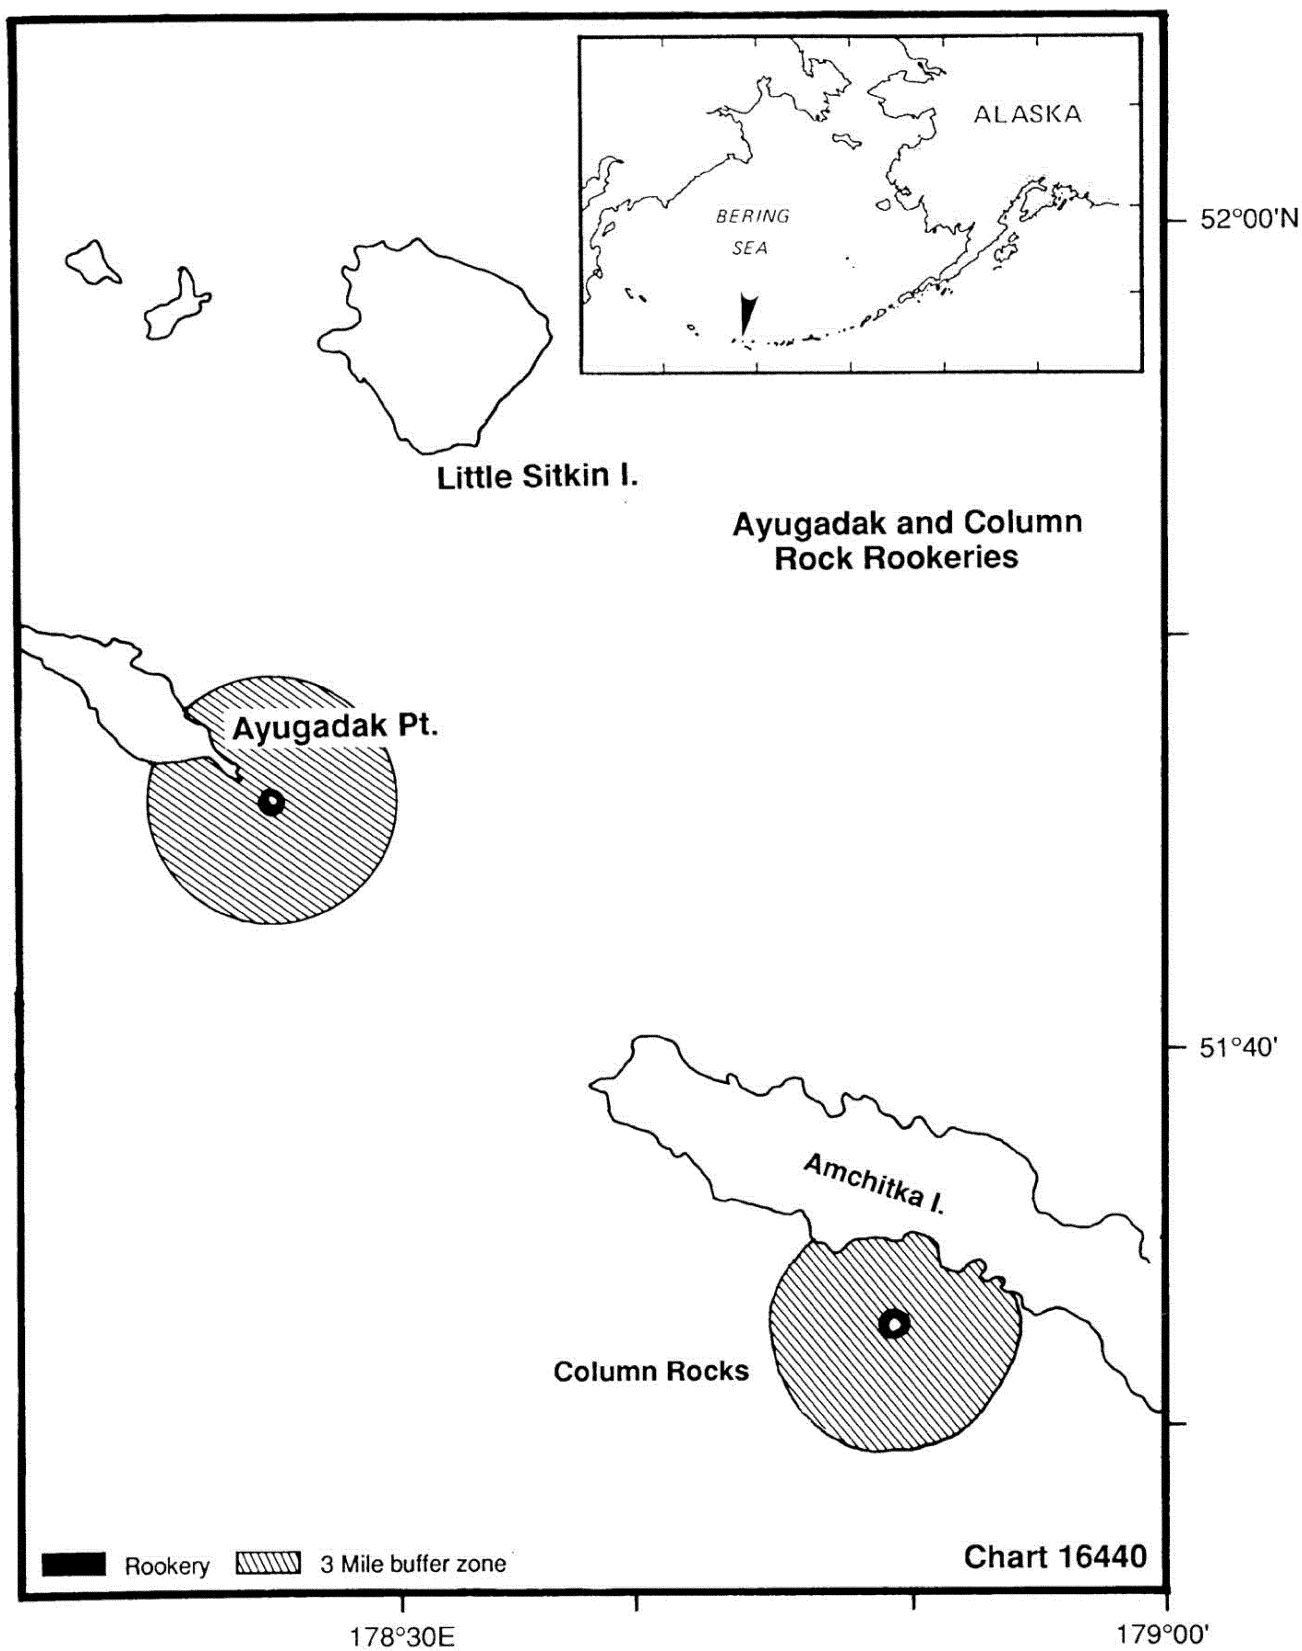 ALASKA
BERING
SEA
52°00'N
Little Sitkin I.
Ayugadak and Column
Rock Rookeries
Ayugadak Pt.
51°40'
Amchitka I.
Column Rocks
Rookery
3 Mile buffer zone
Chart 16440
178°30E
179°00'